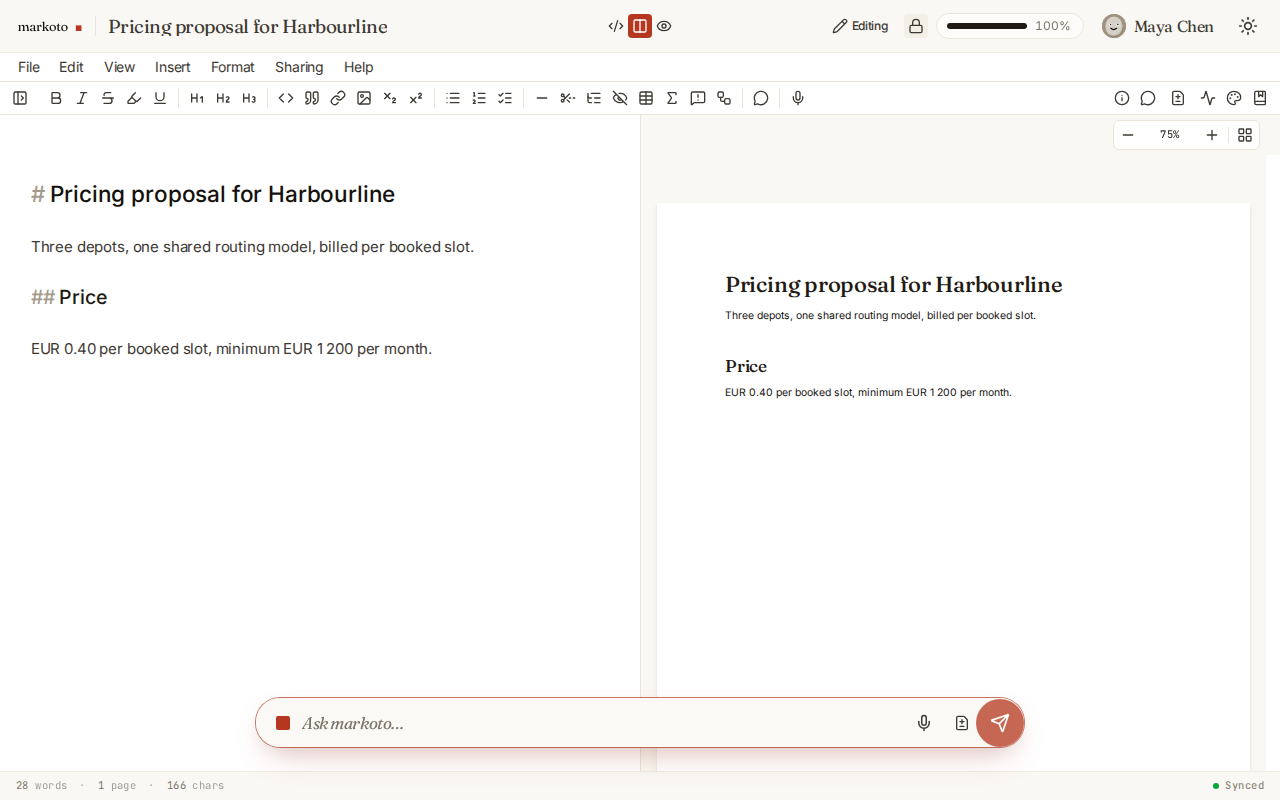 markoto
Pricing proposal for Harbourline
Editing
100%
Maya Chen
File Edit View Insert Format Sharing Help
H1 H2 H3
75%
# Pricing proposal for Harbourline
Three depots, one shared routing model, billed per booked slot.
## Price
EUR 0.40 per booked slot, minimum EUR 1 200 per month.
Pricing proposal for Harbourline
Three depots, one shared routing model, billed per booked slot.
Price
EUR 0.40 per booked slot, minimum EUR 1 200 per month.
Ask markoto...
28 words · 1 page · 166 chars
Synced